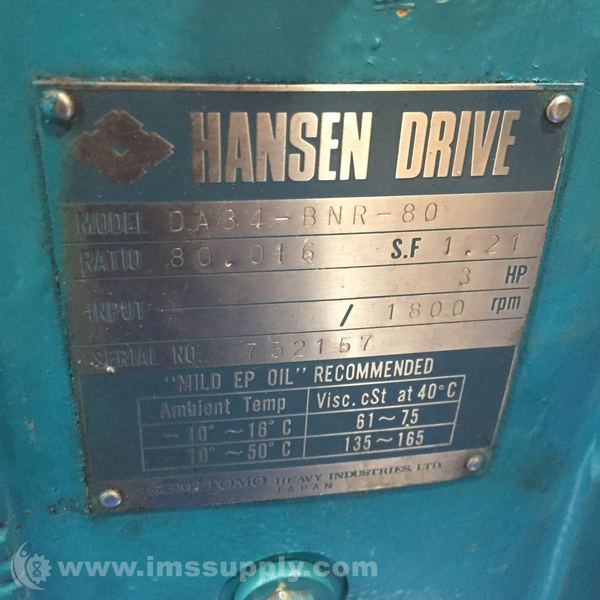 HANSEN DRIVE
MODEL DA34-BNR-80
RATIO 80.016 S.F 1.21
3 HP
INPUT / 1800 rpm
SERIAL NO. 752157
"MILD EP OIL" RECOMMENDED
Ambient Temp Visc. cSt at 40°C
-10° ~ 16° C 61 ~ 75
10° ~ 50° C 135 ~ 165
SUMITOMO HEAVY INDUSTRIES, LTD.
JAPAN
www.imssupply.com